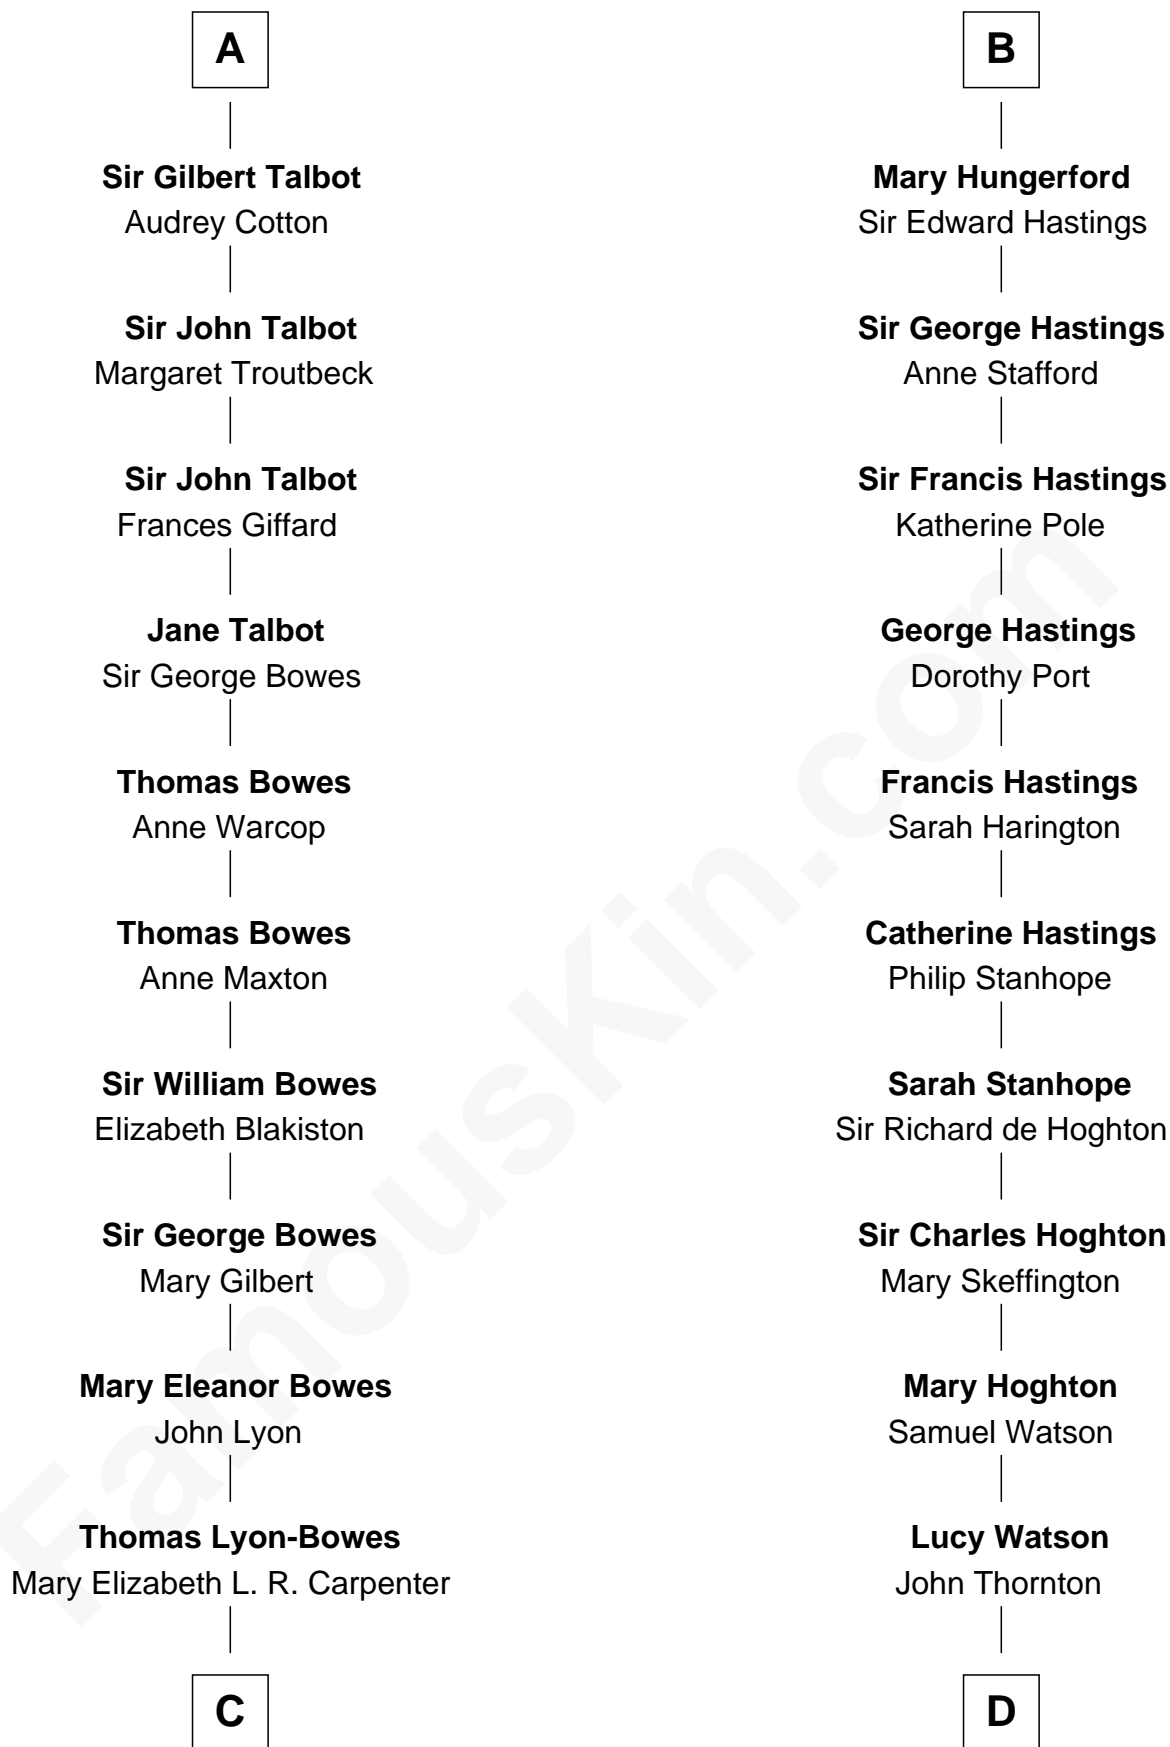 A
Sir Gilbert Talbot
Audrey Cotton
Sir John Talbot
Margaret Troutbeck
Sir John Talbot
Frances Giffard
Jane Talbot
Sir George Bowes
Thomas Bowes
Anne Warcop
Thomas Bowes
Anne Maxton
Sir William Bowes
Elizabeth Blakiston
Sir George Bowes
Mary Gilbert
Mary Eleanor Bowes
John Lyon
Thomas Lyon-Bowes
Mary Elizabeth L. R. Carpenter
C
B
Mary Hungerford
Sir Edward Hastings
Sir George Hastings
Anne Stafford
Sir Francis Hastings
Katherine Pole
George Hastings
Dorothy Port
Francis Hastings
Sarah Harington
Catherine Hastings
Philip Stanhope
Sarah Stanhope
Sir Richard de Hoghton
Sir Charles Hoghton
Mary Skeffington
Mary Hoghton
Samuel Watson
Lucy Watson
John Thornton
D
FamousKin.com